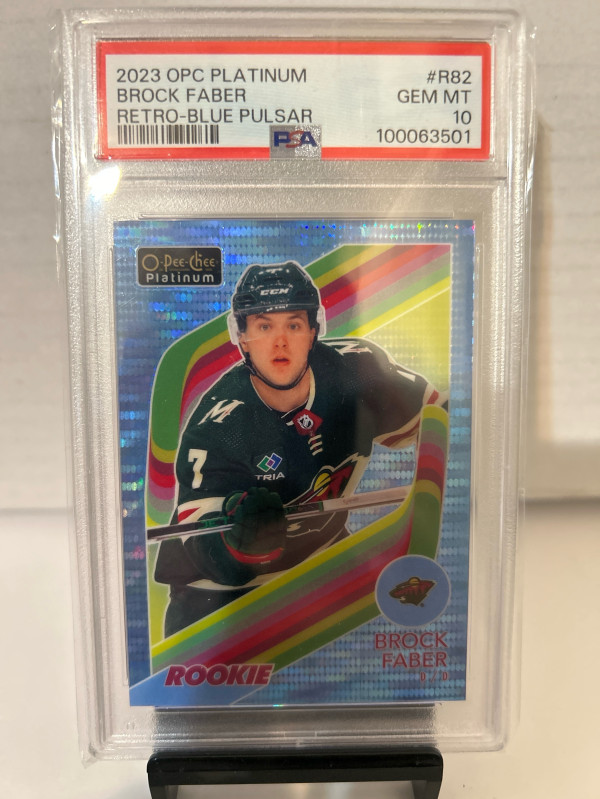 2023 OPC PLATINUM #R82
BROCK FABER GEM MT
RETRO-BLUE PULSAR 10
PSA 100063501
O-Pee-Chee
Platinum
CCM
7
M
7
TRIA
ROOKIE
BROCK
FABER
D/D